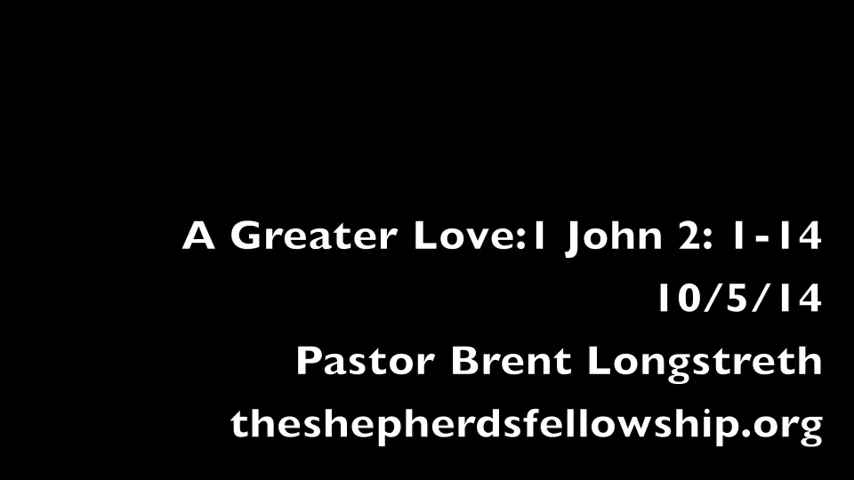 A Greater Love:1 John 2: 1-14
10/5/14
Pastor Brent Longstreth
theshepherdsfellowship.org